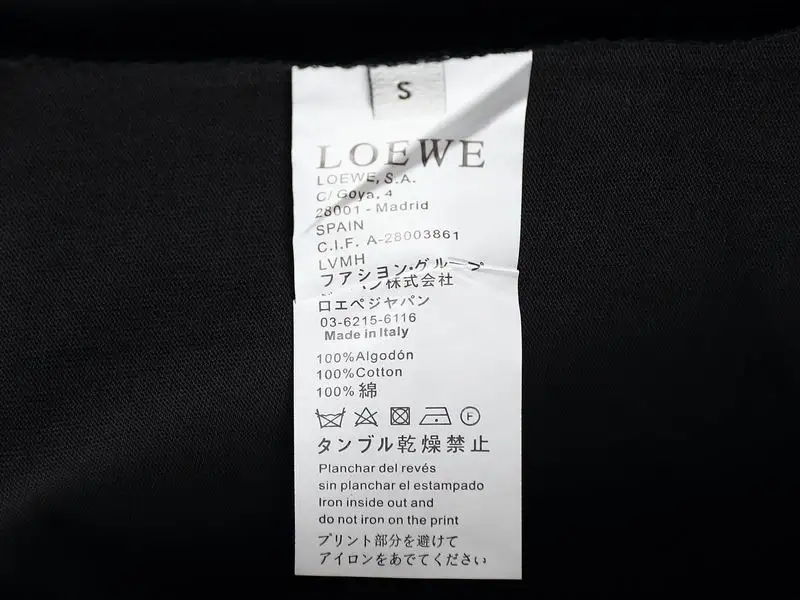 S
LOEWE
LOEWE, S.A.
C/ Goya, 4
28001 - Madrid
SPAIN
C.I.F. A-28003861
LVMH
ファション・グループ
ン株式会社
ロエベジャパン
03-6215-6116
Made in Italy
100%Algodón
100%Cotton
100% 綿
F
タンブル乾燥禁止
Planchar del revés
sin planchar el estampado
Iron inside out and
do not iron on the print
プリント部分を避けて
アイロンをあでてください